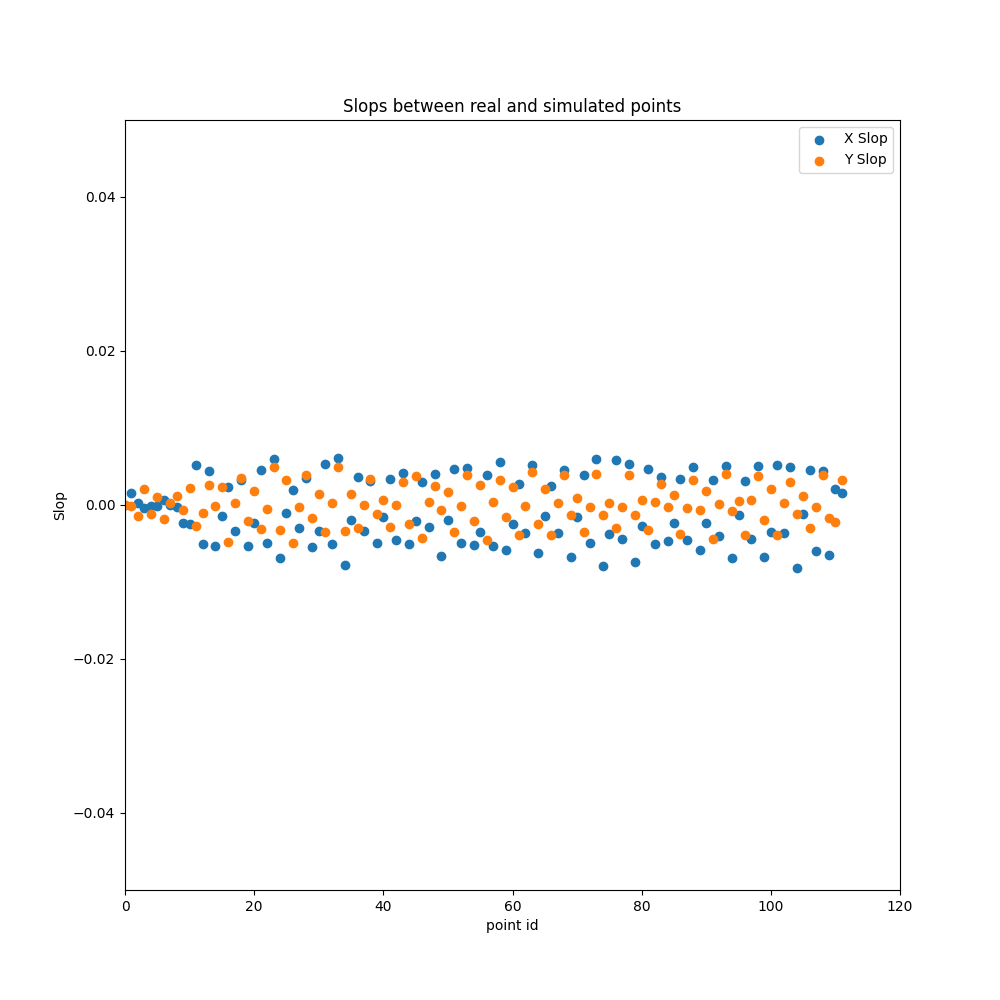 Slops between real and simulated points
X Slop
Y Slop
0.04
0.02
0.00
−0.02
−0.04
Slop
0 20 40 60 80 100 120
point id